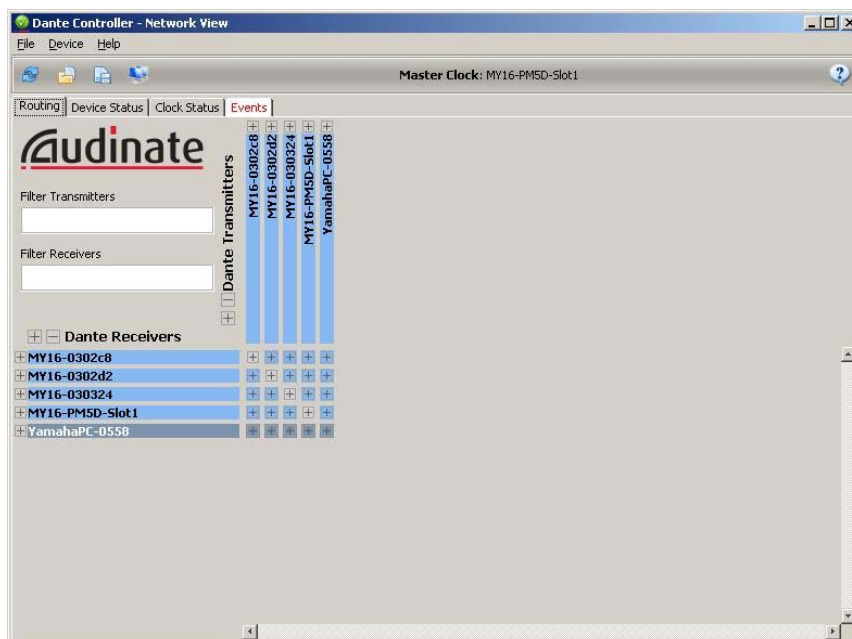 Dante Controller - Network View
File Device Help
Master Clock: MY16-PM5D-Slot1
Routing Device Status Clock Status Events
Audinate
Filter Transmitters
Filter Receivers
Dante Transmitters
MY16-0302c8
MY16-0302d2
MY16-030324
MY16-PM5D-Slot1
YamahaPC-0558
Dante Receivers
MY16-0302c8
MY16-0302d2
MY16-030324
MY16-PM5D-Slot1
YamahaPC-0558